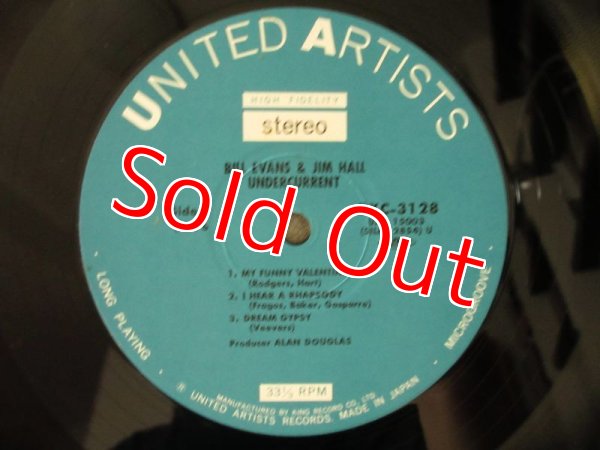 UNITED ARTISTS
HIGH FIDELITY
stereo
BILL EVANS & JIM HALL
UNDERCURRENT
Sold Out
C-3128
15003
1. MY FUNNY
(Rodgers, Hart)
2. I HEAR A RHAPSODY
(Fragos, Baker, Gasparre)
3. DREAM GYPSY
(Veevers)
Producer ALAN DOUGLAS
· LONG PLAYING ·
· MICROGROOVE ·
33⅓ RPM
MANUFACTURED BY KING RECORD CO., LTD.
UNITED ARTISTS RECORDS. MADE IN JAPAN